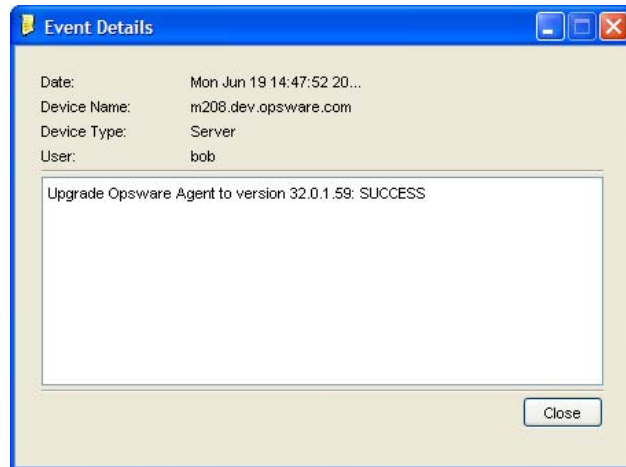 Event Details
Date: Mon Jun 19 14:47:52 20...
Device Name: m208.dev.opsware.com
Device Type: Server
User: bob
Upgrade Opsware Agent to version 32.0.1.59: SUCCESS
Close